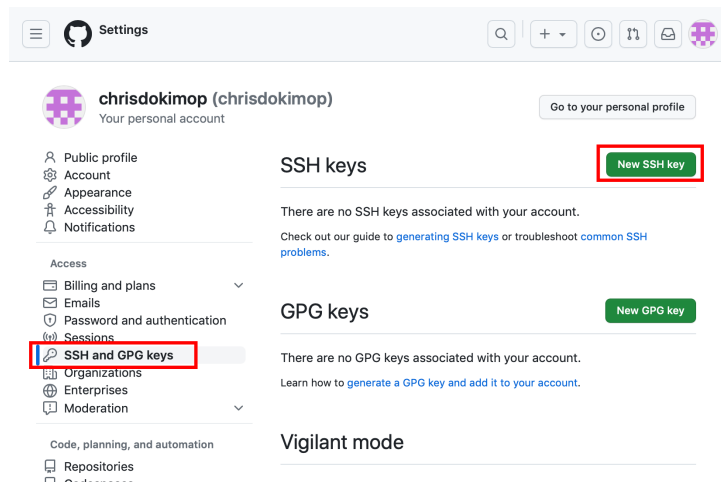 Settings
chrisdokimop (chrisdokimop)
Your personal account
Go to your personal profile
Public profile
Account
Appearance
Accessibility
Notifications
Access
Billing and plans
Emails
Password and authentication
Sessions
SSH and GPG keys
Organizations
Enterprises
Moderation
Code, planning, and automation
Repositories
SSH keys
New SSH key
There are no SSH keys associated with your account.
Check out our guide to generating SSH keys or troubleshoot common SSH
problems.
GPG keys
New GPG key
There are no GPG keys associated with your account.
Learn how to generate a GPG key and add it to your account.
Vigilant mode